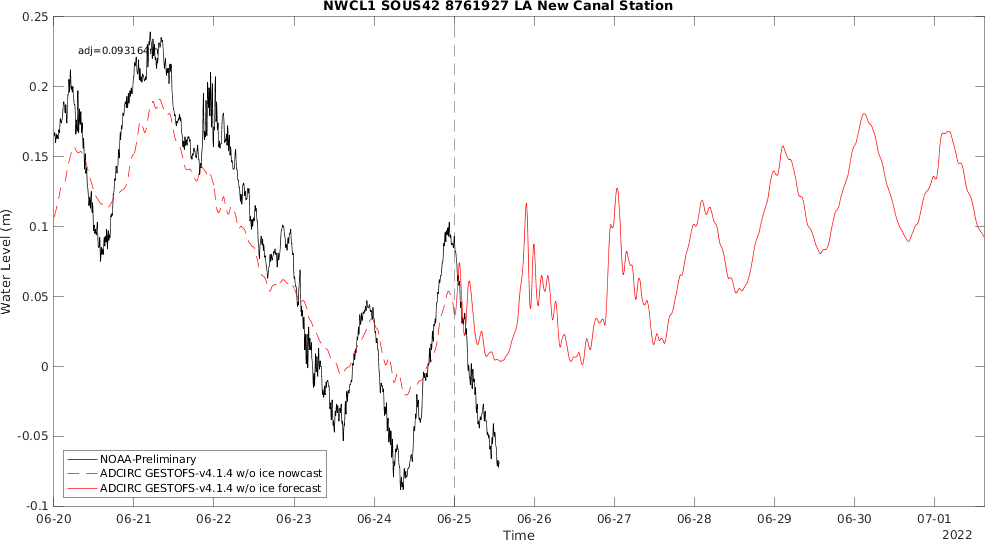 NWCL1 SOUS42 8761927 LA New Canal Station
0.25
adj=0.093164
0.2
0.15
0.1
0.05
0
-0.05
-0.1
Water Level (m)
NOAA-Preliminary
ADCIRC GESTOFS-v4.1.4 w/o ice nowcast
ADCIRC GESTOFS-v4.1.4 w/o ice forecast
06-20 06-21 06-22 06-23 06-24 06-25 06-26 06-27 06-28 06-29 06-30 07-01
Time
2022